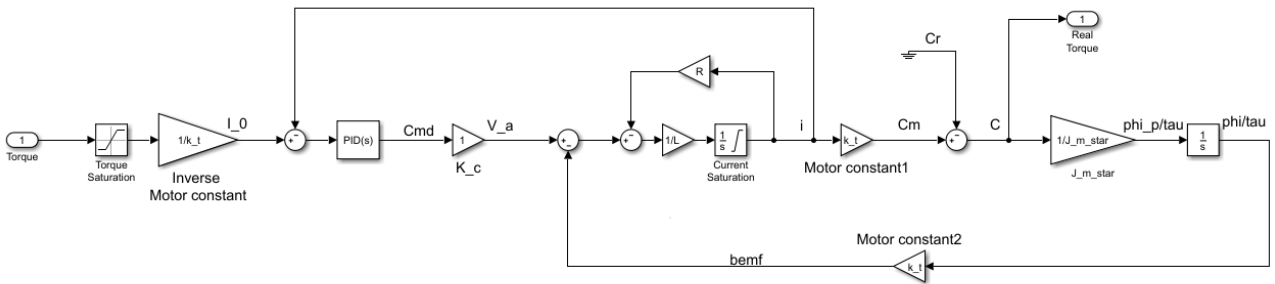 1
Torque
Torque
Saturation
1/k_t
Inverse
Motor constant
I_0
+
−
PID(s)
Cmd
1
K_c
V_a
+
−
+
−
R
1/L
1
s
Current
Saturation
i
k_t
Motor constant1
Cm
Cr
+
−
C
1
Real
Torque
1/J_m_star
J_m_star
phi_p/tau
1
s
phi/tau
Motor constant2
k_t
bemf